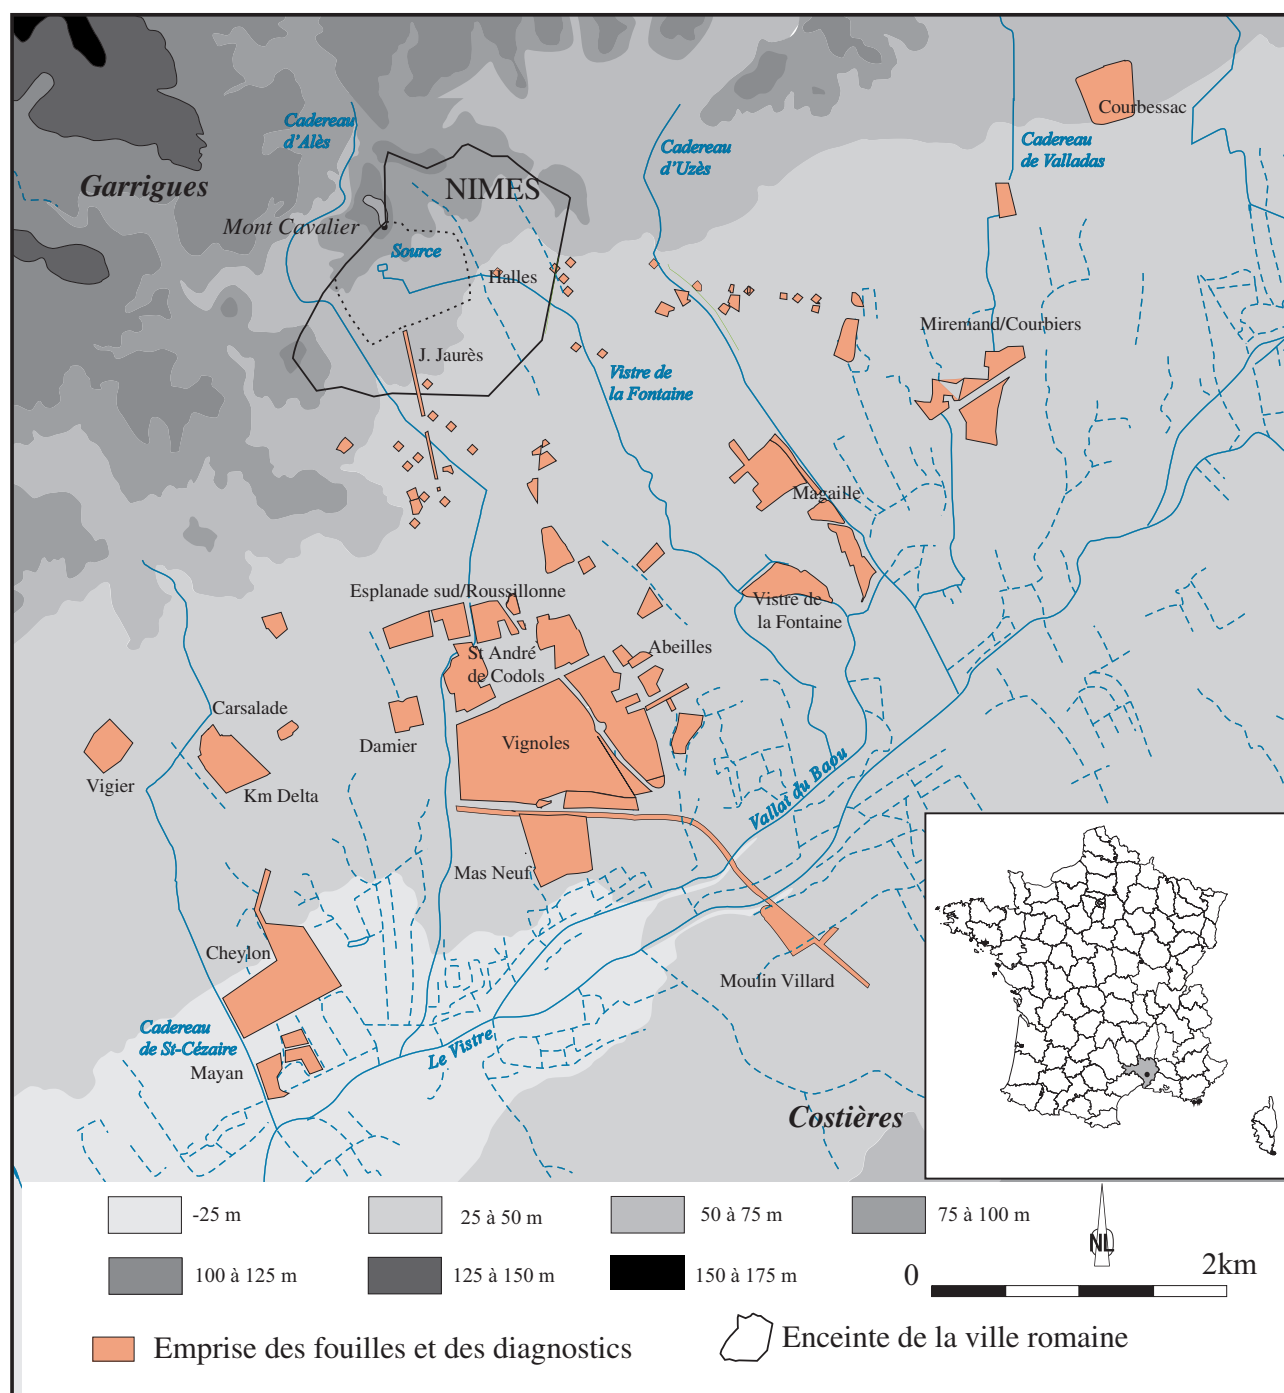 Courbessac
Cadereau
d'Alès
Cadereau
d'Uzès
Cadereau
de Valladas
Garrigues
NIMES
Mont Cavalier
Source
Halles
Miremand/Courbiers
J. Jaurès
Vistre de
la Fontaine
Magaille
Esplanade sud/Roussillonne
Vistre de
la Fontaine
St André
de Codols
Abeilles
Carsalade
Damier
Vignoles
Vigier
Km Delta
Vallat du Baou
Mas Neuf
Cheylon
Moulin Villard
Cadereau
de St-Cézaire
Le Vistre
Mayan
Costières
-25 m
25 à 50 m
50 à 75 m
75 à 100 m
NL
100 à 125 m
125 à 150 m
150 à 175 m
0
2km
Emprise des fouilles et des diagnostics
Enceinte de la ville romaine